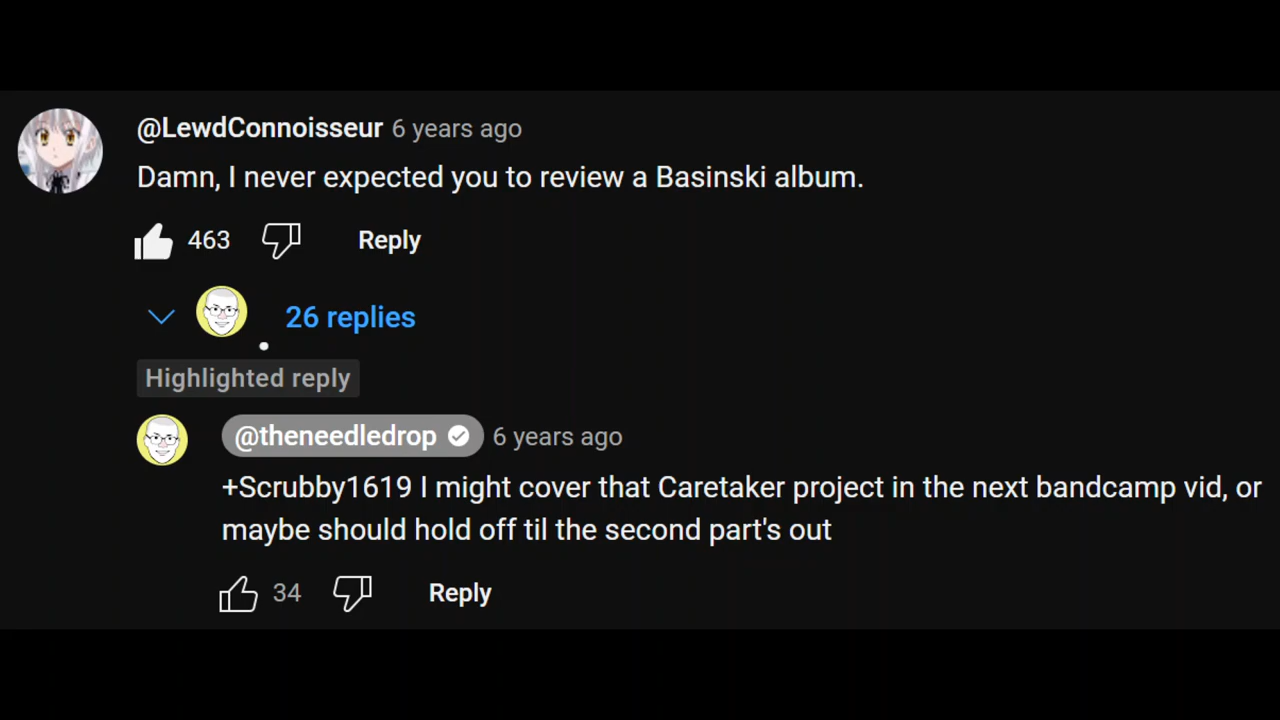 @LewdConnoisseur 6 years ago
Damn, I never expected you to review a Basinski album.
463 Reply
26 replies
Highlighted reply
@theneedledrop 6 years ago
+Scrubby1619 I might cover that Caretaker project in the next bandcamp vid, or
maybe should hold off til the second part's out
34 Reply